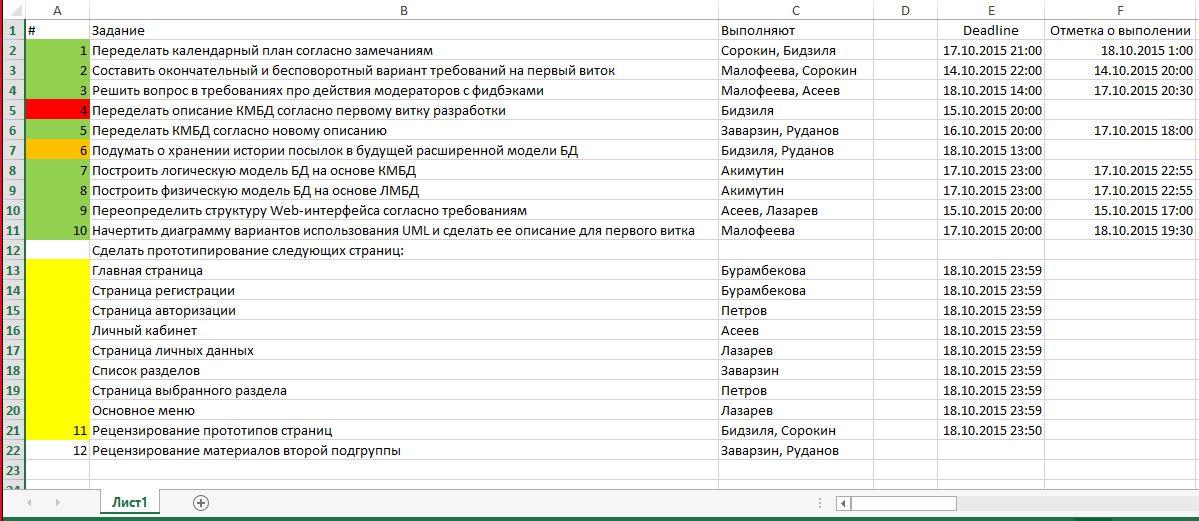 A B C D E F
1 # Задание Выполняют Deadline Отметка о выполении
2 1 Переделать календарный план согласно замечаниям Сорокин, Бидзиля 17.10.2015 21:00 18.10.2015 1:00
3 2 Составить окончательный и бесповоротный вариант требований на первый виток Малофеева, Сорокин 14.10.2015 22:00 14.10.2015 20:00
4 3 Решить вопрос в требованиях про действия модераторов с фидбэками Малофеева, Асеев 18.10.2015 14:00 17.10.2015 20:30
5 4 Переделать описание КМБД согласно первому витку разработки Бидзиля 15.10.2015 20:00
6 5 Переделать КМБД согласно новому описанию Заварзин, Руданов 16.10.2015 20:00 17.10.2015 18:00
7 6 Подумать о хранении истории посылок в будущей расширенной модели БД Бидзиля, Руданов 18.10.2015 13:00
8 7 Построить логическую модель БД на основе КМБД Акимутин 17.10.2015 23:00 17.10.2015 22:55
9 8 Построить физическую модель БД на основе ЛМБД Акимутин 17.10.2015 23:00 17.10.2015 22:55
10 9 Переопределить структуру Web-интерфейса согласно требованиям Асеев, Лазарев 15.10.2015 20:00 15.10.2015 17:00
11 10 Начертить диаграмму вариантов использования UML и сделать ее описание для первого витка Малофеева 17.10.2015 20:00 18.10.2015 19:30
12 Сделать прототипирование следующих страниц:
13 Главная страница Бурамбекова 18.10.2015 23:59
14 Страница регистрации Бурамбекова 18.10.2015 23:59
15 Страница авторизации Петров 18.10.2015 23:59
16 Личный кабинет Асеев 18.10.2015 23:59
17 Страница личных данных Лазарев 18.10.2015 23:59
18 Список разделов Заварзин 18.10.2015 23:59
19 Страница выбранного раздела Петров 18.10.2015 23:59
20 Основное меню Лазарев 18.10.2015 23:59
21 11 Рецензирование прототипов страниц Бидзиля, Сорокин 18.10.2015 23:50
22 12 Рецензирование материалов второй подгруппы Заварзин, Руданов
23
Лист1